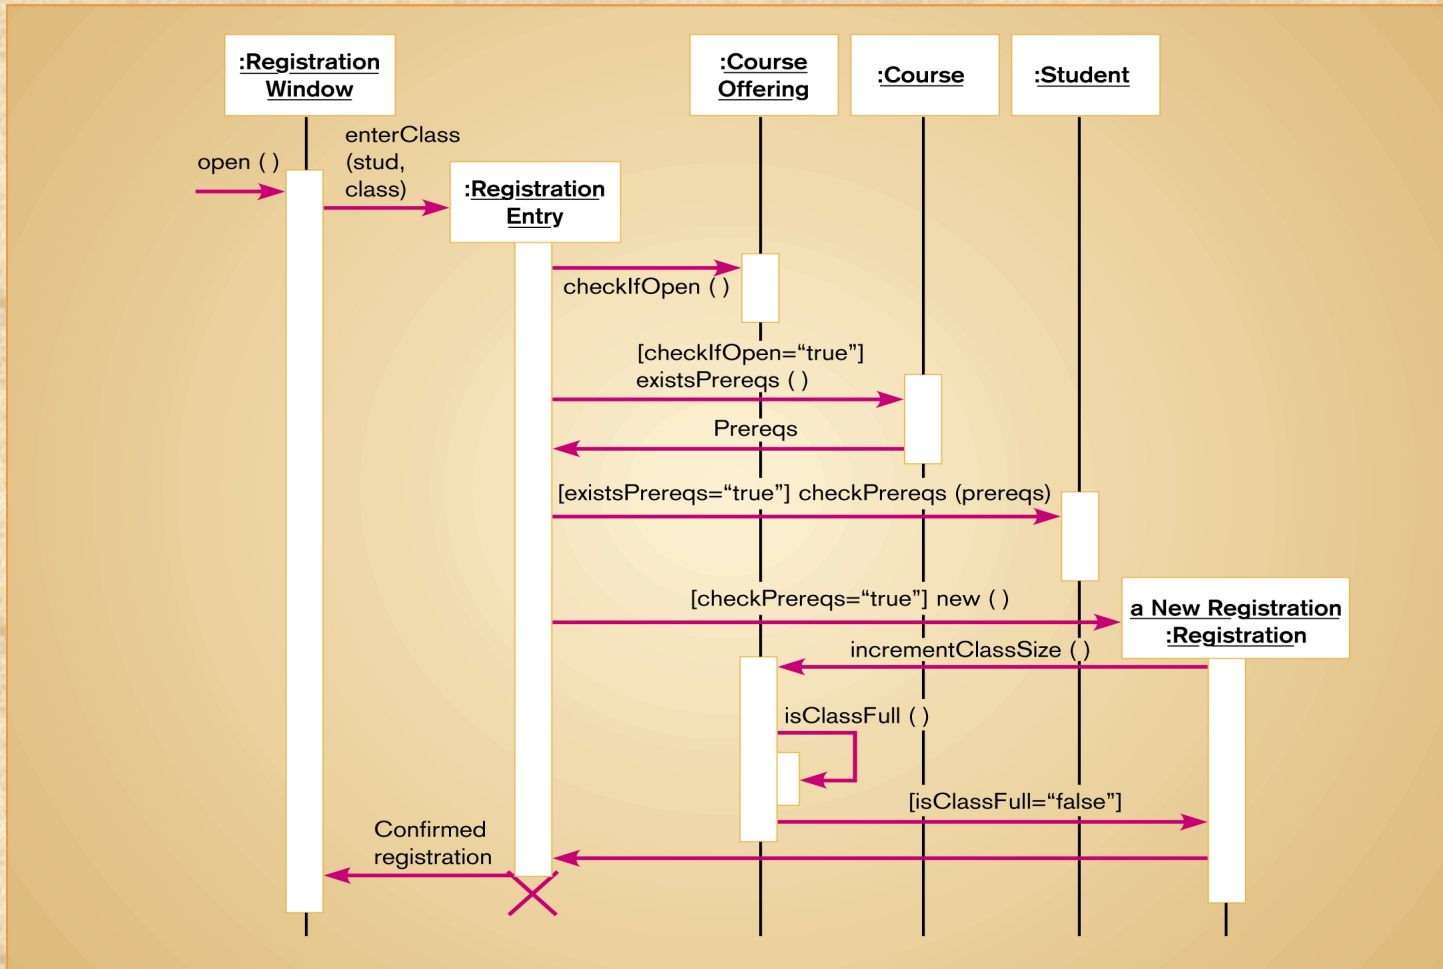 :Registration
Window
:Course
Offering
:Course
:Student
open ( )
enterClass
(stud,
class)
:Registration
Entry
checkIfOpen ( )
[checkIfOpen=“true”]
existsPrereqs ( )
Prereqs
[existsPrereqs=“true”] checkPrereqs (prereqs)
[checkPrereqs=“true”] new ( )
a New Registration
:Registration
incrementClassSize ( )
isClassFull ( )
[isClassFull=“false”]
Confirmed
registration